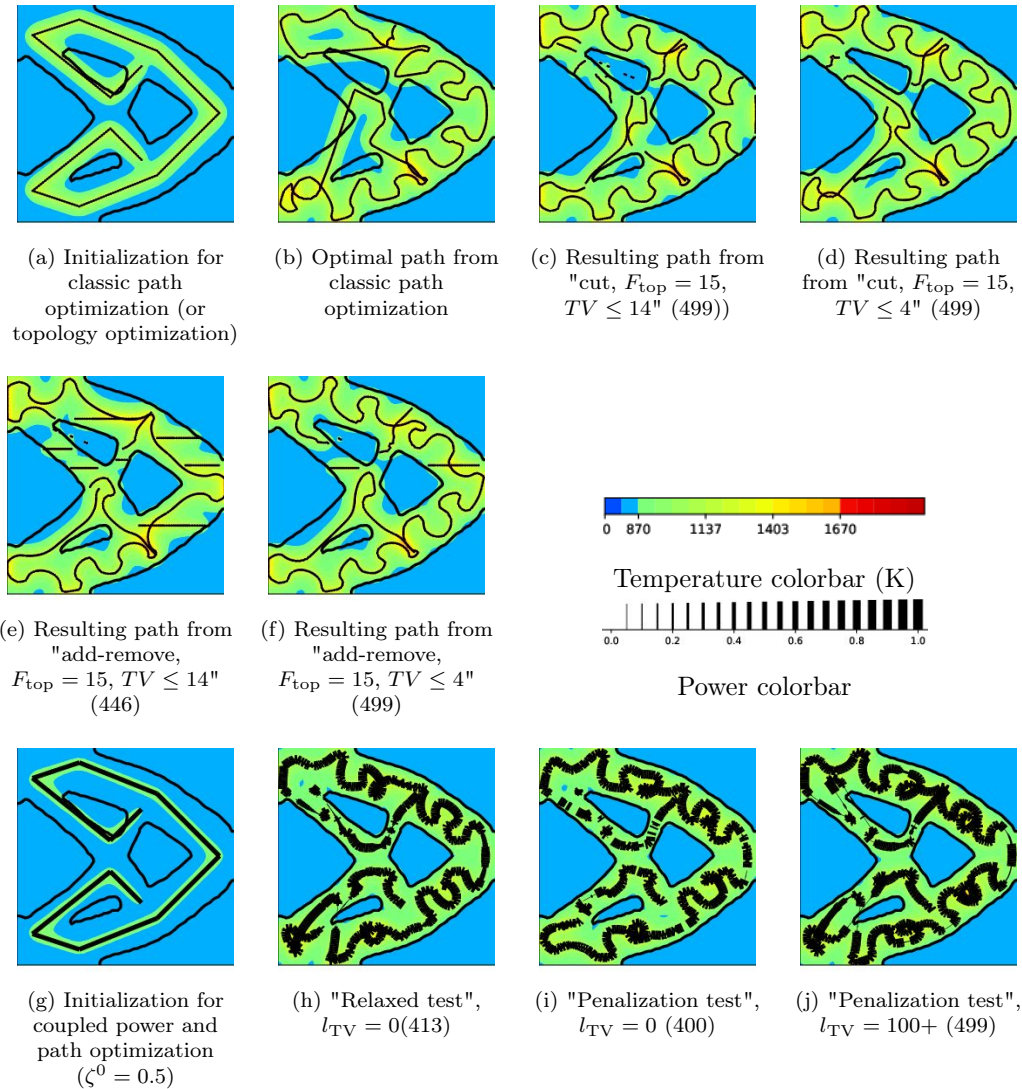 (a) Initialization for
classic path
optimization (or
topology optimization)
(b) Optimal path from
classic path
optimization
(c) Resulting path from
"cut, F_top = 15,
TV ≤ 14" (499))
(d) Resulting path
from "cut, F_top = 15,
TV ≤ 4" (499)
(e) Resulting path from
"add-remove,
F_top = 15, TV ≤ 14"
(446)
(f) Resulting path from
"add-remove,
F_top = 15, TV ≤ 4"
(499)
0 870 1137 1403 1670
Temperature colorbar (K)
0.0 0.2 0.4 0.6 0.8 1.0
Power colorbar
(g) Initialization for
coupled power and
path optimization
(ζ⁰ = 0.5)
(h) "Relaxed test",
l_TV = 0(413)
(i) "Penalization test",
l_TV = 0 (400)
(j) "Penalization test",
l_TV = 100+ (499)